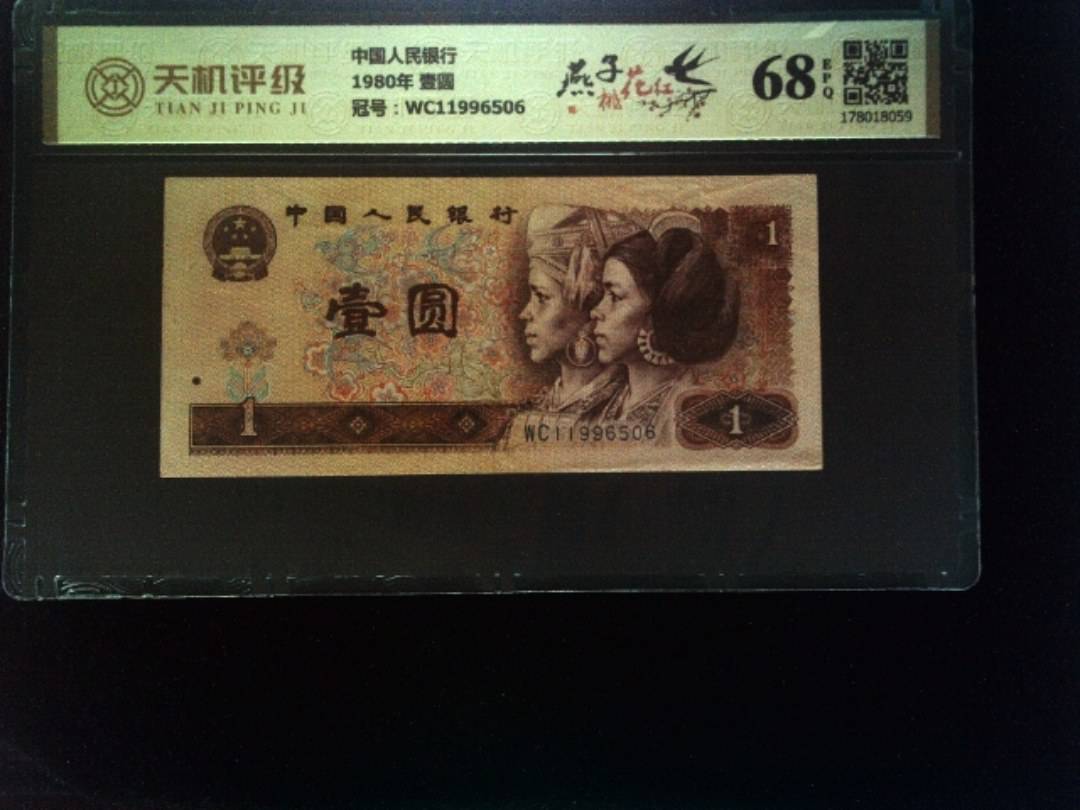 天机评级
TIAN JI PING JI
中国人民银行
1980年 壹圆
冠号：WC11996506
燕子桃花红
68
EPQ
178018059
中国人民银行
1
壹圆
1
WC11996506
1